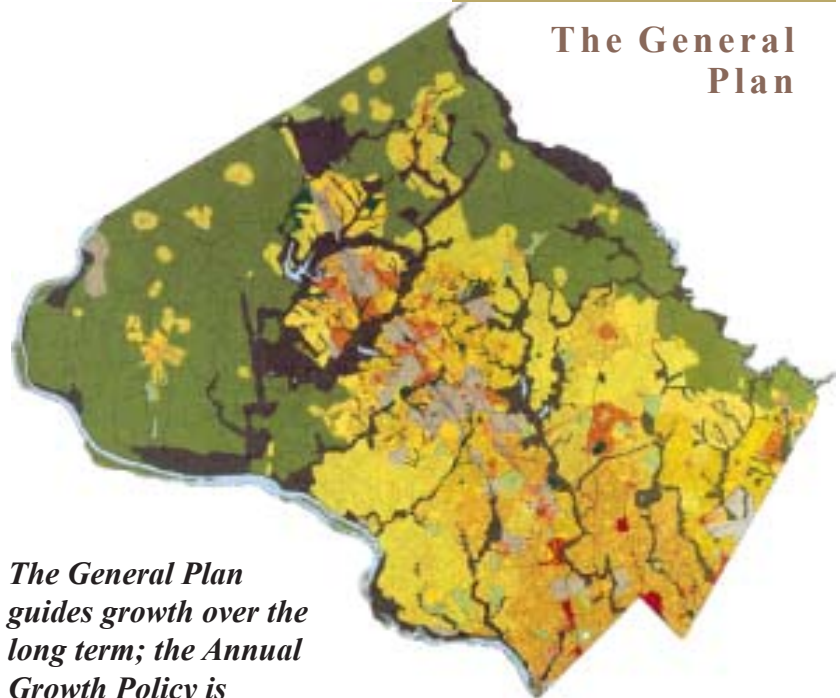 The General
Plan
The General Plan
guides growth over the
long term; the Annual
Growth Policy is